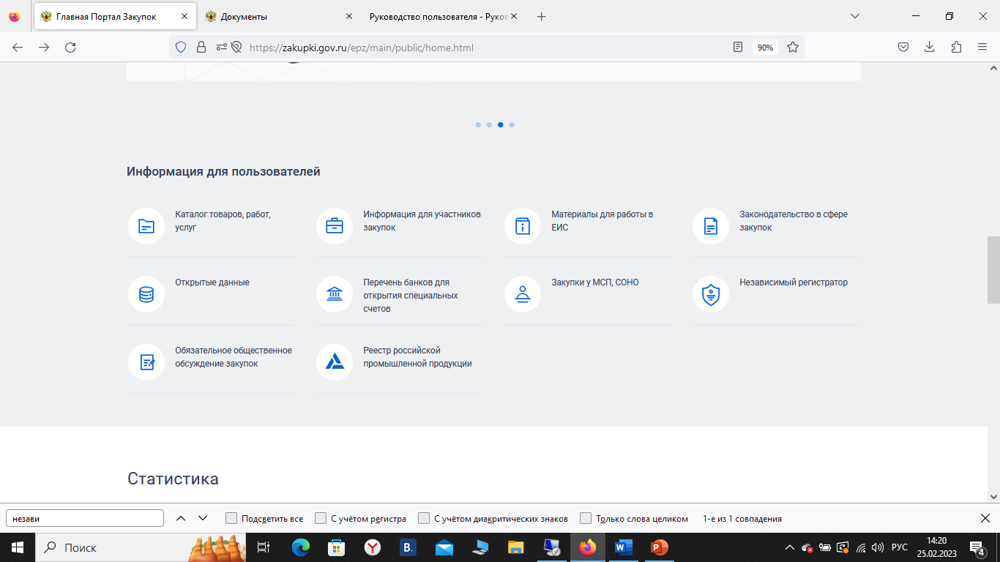 Главная Портал Закупок
Документы
Руководство пользователя - Руков
https://zakupki.gov.ru/epz/main/public/home.html
90%
Информация для пользователей
Каталог товаров, работ,
услуг
Информация для участников
закупок
Материалы для работы в
ЕИС
Законодательство в сфере
закупок
Открытые данные
Перечень банков для
открытия специальных
счетов
Закупки у МСП, СОНО
Независимый регистратор
Обязательное общественное
обсуждение закупок
Реестр российской
промышленной продукции
Статистика
незави
Подсветить все
С учётом регистра
С учётом диакритических знаков
Только слова целиком
1-е из 1 совпадения
Поиск
B.
РУС
14:20
25.02.2023
4